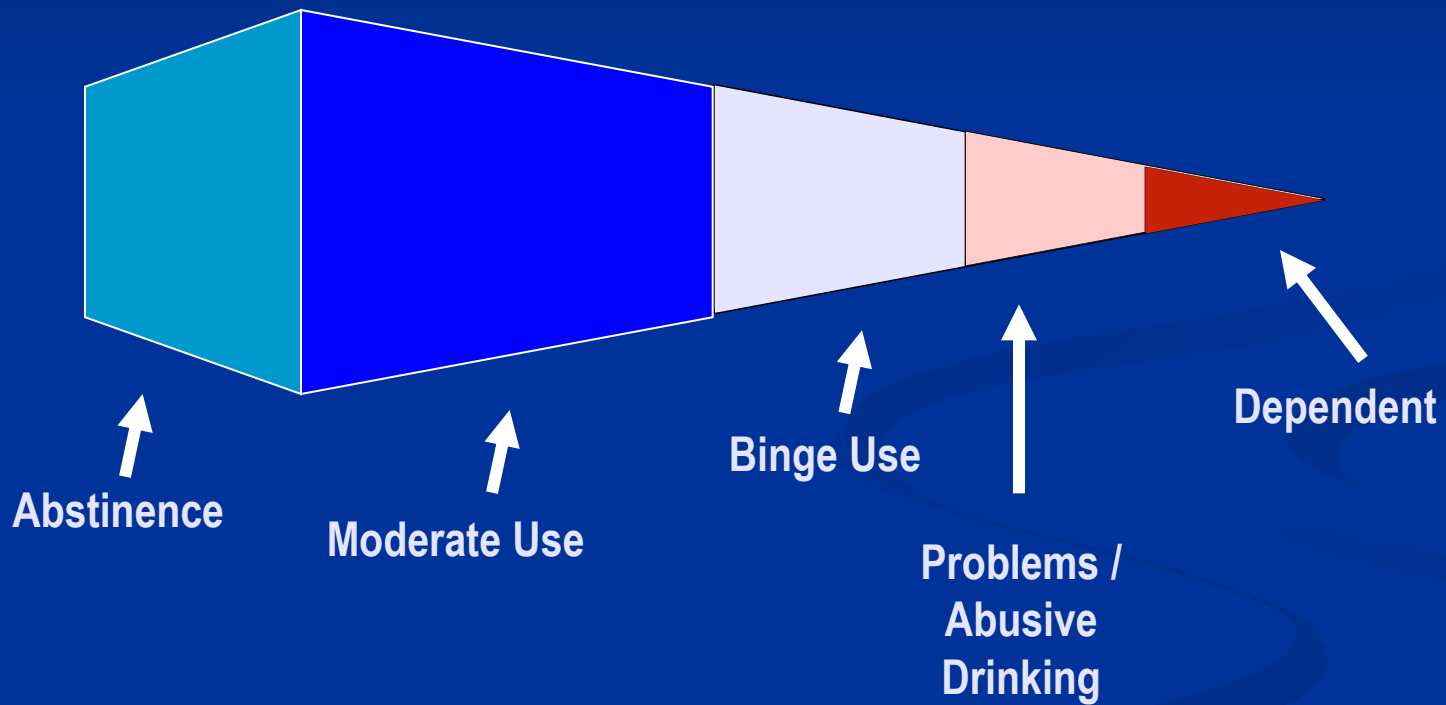 Abstinence
Moderate Use
Binge Use
Problems /
Abusive
Drinking
Dependent